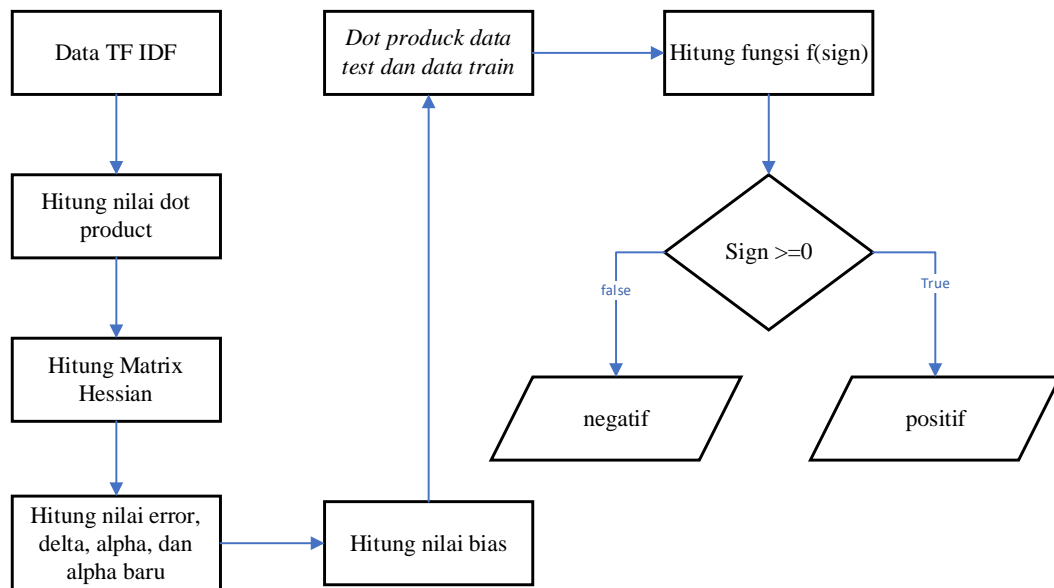 Data TF IDF
Hitung nilai dot
product
Hitung Matrix
Hessian
Hitung nilai error,
delta, alpha, dan
alpha baru
Hitung nilai bias
Dot produck data
test dan data train
Hitung fungsi f(sign)
Sign >=0
false
True
negatif
positif